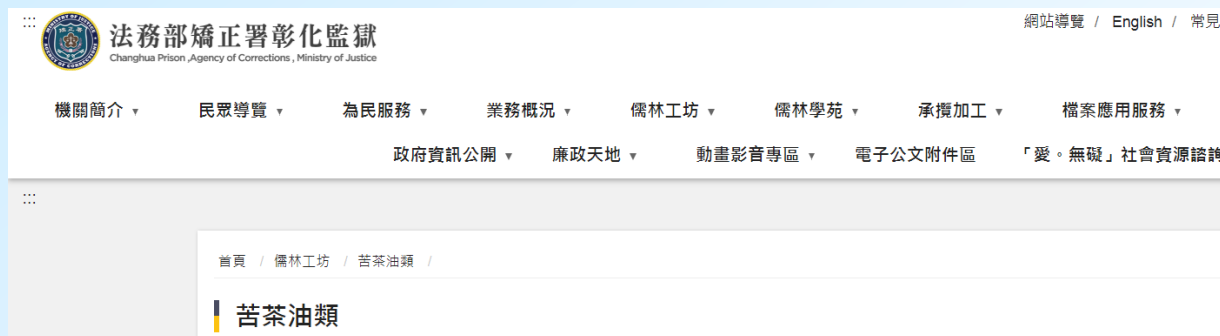 :::
法務部矯正署彰化監獄
Changhua Prison ,Agency of Corrections , Ministry of Justice
網站導覽 / English / 常見
機關簡介 ▾ 民眾導覽 ▾ 為民服務 ▾ 業務概況 ▾ 儒林工坊 ▾ 儒林學苑 ▾ 承攬加工 ▾ 檔案應用服務 ▾
政府資訊公開 ▾ 廉政天地 ▾ 動畫影音專區 ▾ 電子公文附件區 「愛。無礙」社會資源諮詢
:::
首頁 / 儒林工坊 / 苦茶油類 /
苦茶油類